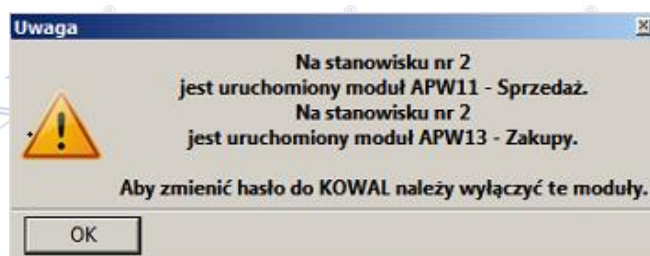 Uwaga
Na stanowisku nr 2
jest uruchomiony moduł APW11 - Sprzedaż.
Na stanowisku nr 2
jest uruchomiony moduł APW13 - Zakupy.
Aby zmienić hasło do KOWAL należy wyłączyć te moduły.
OK